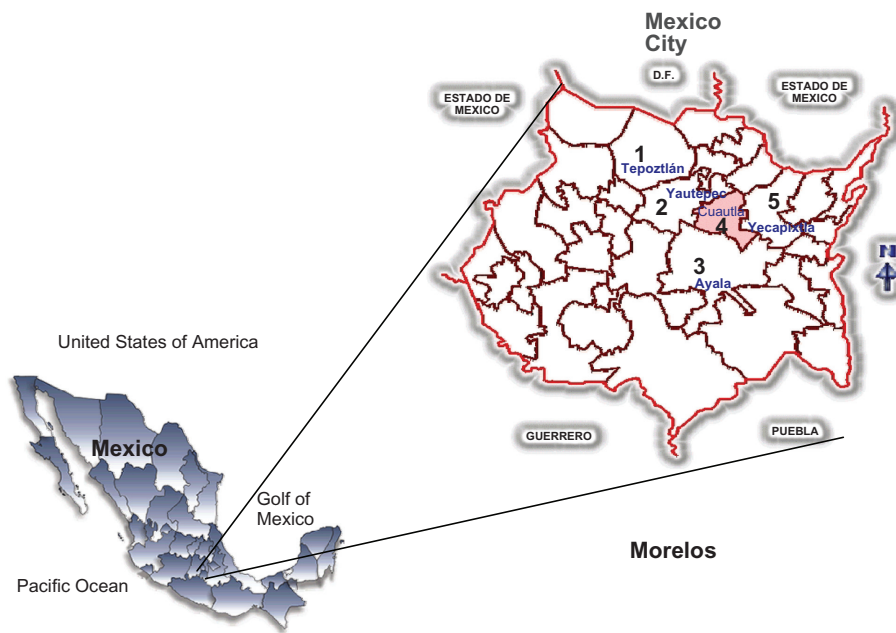 Mexico
City
D.F.
ESTADO DE
MEXICO
ESTADO DE
MEXICO
1
Tepoztlán
Yautepec
2
Cuautla
4
5
Yecapixtla
3
Ayala
N
United States of America
Mexico
GUERRERO
PUEBLA
Golf of
Mexico
Morelos
Pacific Ocean